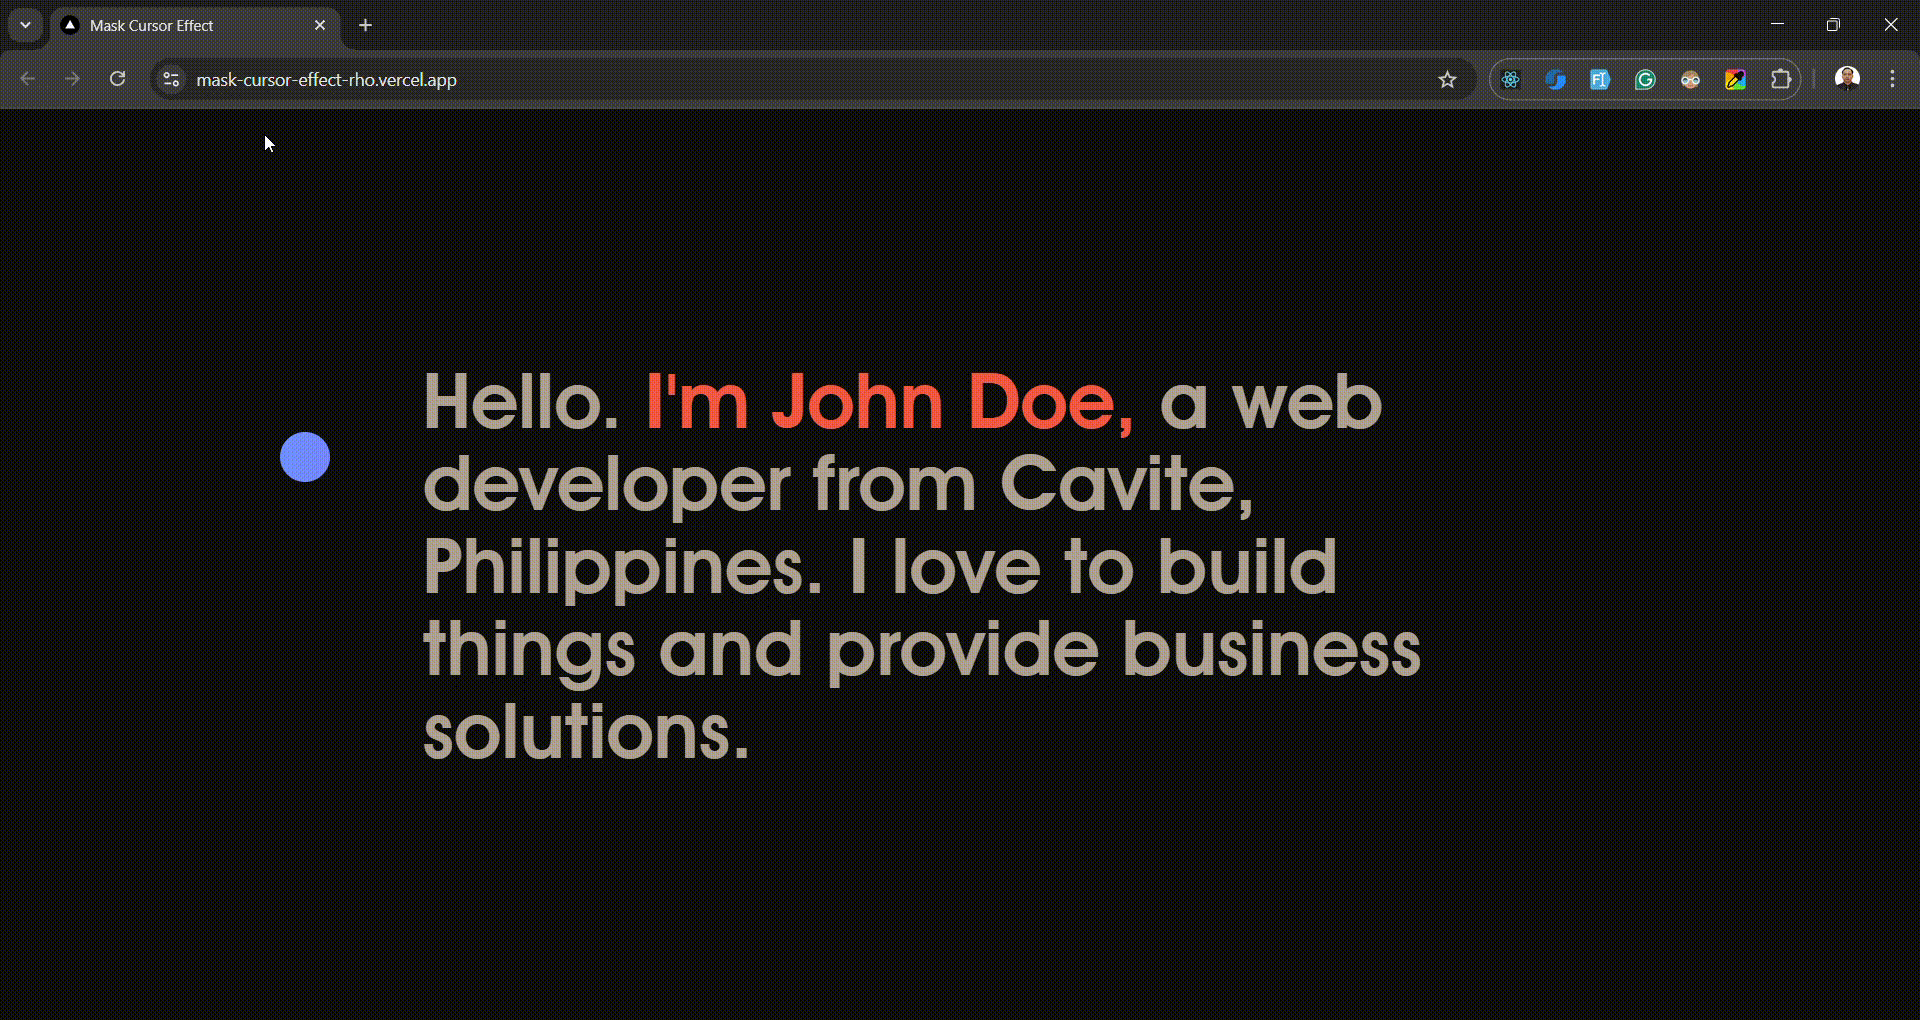 Mask Cursor Effect
mask-cursor-effect-rho.vercel.app
Hello. I'm John Doe, a web
developer from Cavite,
Philippines. I love to build
things and provide business
solutions.